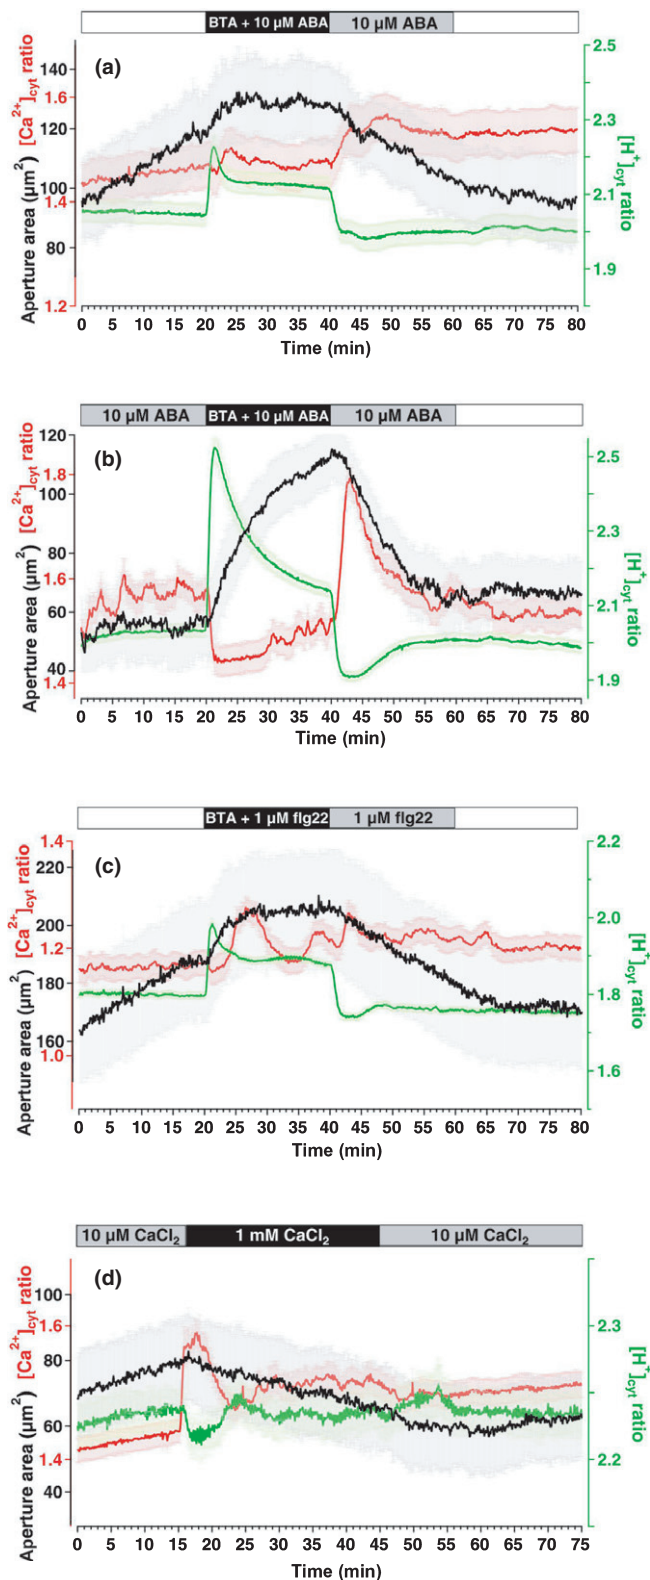 BTA + 10 µM ABA 10 µM ABA
(a)
[Ca²⁺]cyt ratio
Aperture area (µm²)
[H⁺]cyt ratio
140
120
100
80
1.6
1.4
1.2
2.5
2.3
2.1
1.9
0 5 10 15 20 25 30 35 40 45 50 55 60 65 70 75 80
Time (min)
10 µM ABA BTA + 10 µM ABA 10 µM ABA
(b)
[Ca²⁺]cyt ratio
Aperture area (µm²)
[H⁺]cyt ratio
120
100
80
60
40
1.8
1.6
1.4
2.5
2.3
2.1
1.9
0 5 10 15 20 25 30 35 40 45 50 55 60 65 70 75 80
Time (min)
BTA + 1 µM flg22 1 µM flg22
(c)
[Ca²⁺]cyt ratio
Aperture area (µm²)
[H⁺]cyt ratio
220
200
180
160
1.4
1.2
1.0
2.2
2.0
1.8
1.6
0 5 10 15 20 25 30 35 40 45 50 55 60 65 70 75 80
Time (min)
10 µM CaCl₂ 1 mM CaCl₂ 10 µM CaCl₂
(d)
[Ca²⁺]cyt ratio
Aperture area (µm²)
[H⁺]cyt ratio
100
80
60
40
1.6
1.4
2.3
2.2
0 5 10 15 20 25 30 35 40 45 50 55 60 65 70 75
Time (min)